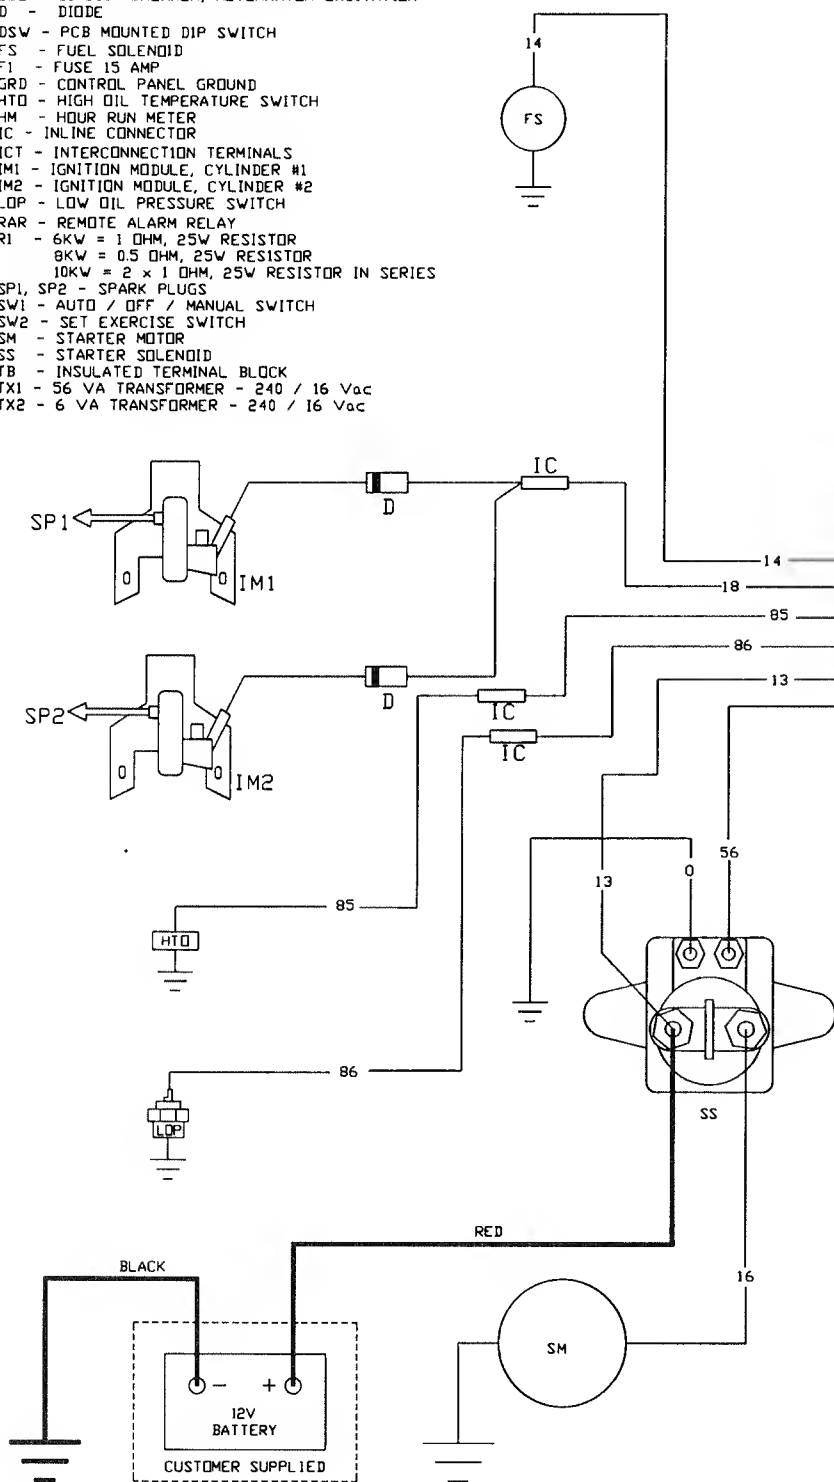 D - DIODE
DSW - PCB MOUNTED DIP SWITCH
FS - FUEL SOLENOID
F1 - FUSE 15 AMP
GRD - CONTROL PANEL GROUND
HTO - HIGH OIL TEMPERATURE SWITCH
HM - HOUR RUN METER
IC - INLINE CONNECTOR
ICT - INTERCONNECTION TERMINALS
IM1 - IGNITION MODULE, CYLINDER #1
IM2 - IGNITION MODULE, CYLINDER #2
LOP - LOW OIL PRESSURE SWITCH
RAR - REMOTE ALARM RELAY
R1 - 6KW = 1 OHM, 25W RESISTOR
8KW = 0.5 OHM, 25W RESISTOR
10KW = 2 x 1 OHM, 25W RESISTOR IN SERIES
SP1, SP2 - SPARK PLUGS
SW1 - AUTO / OFF / MANUAL SWITCH
SW2 - SET EXERCISE SWITCH
SM - STARTER MOTOR
SS - STARTER SOLENOID
TB - INSULATED TERMINAL BLOCK
TX1 - 56 VA TRANSFORMER - 240 / 16 Vac
TX2 - 6 VA TRANSFORMER - 240 / 16 Vac
14
FS
IC
D
SP1
IM1
14
18
85
86
13
D
IC
SP2
IC
IM2
56
0
13
85
HTO
86
LOP
SS
RED
BLACK
16
SM
- +
12V
BATTERY
CUSTOMER SUPPLIED